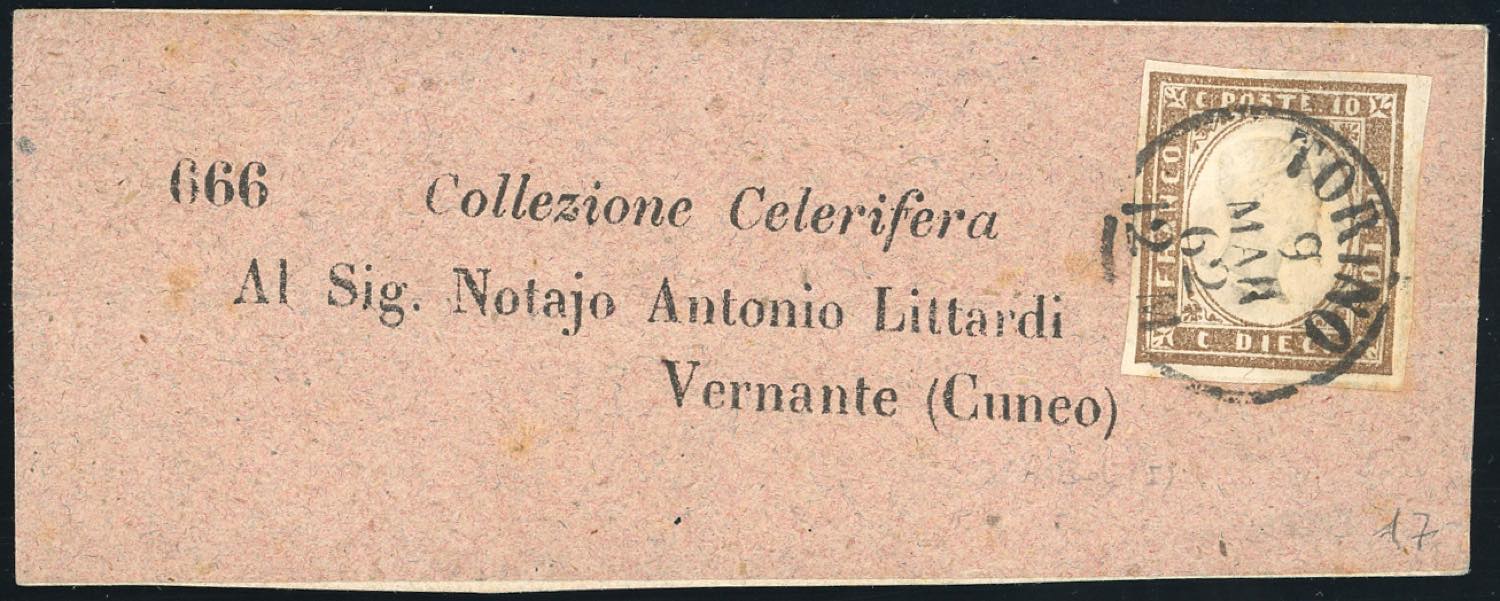 666 Collezione Celerifera
Al Sig. Notajo Antonio Littardi
Vernante (Cuneo)
C. POSTE. 10
FRANCO
C. DIECI
TORINO
9
MAR
62
12
17